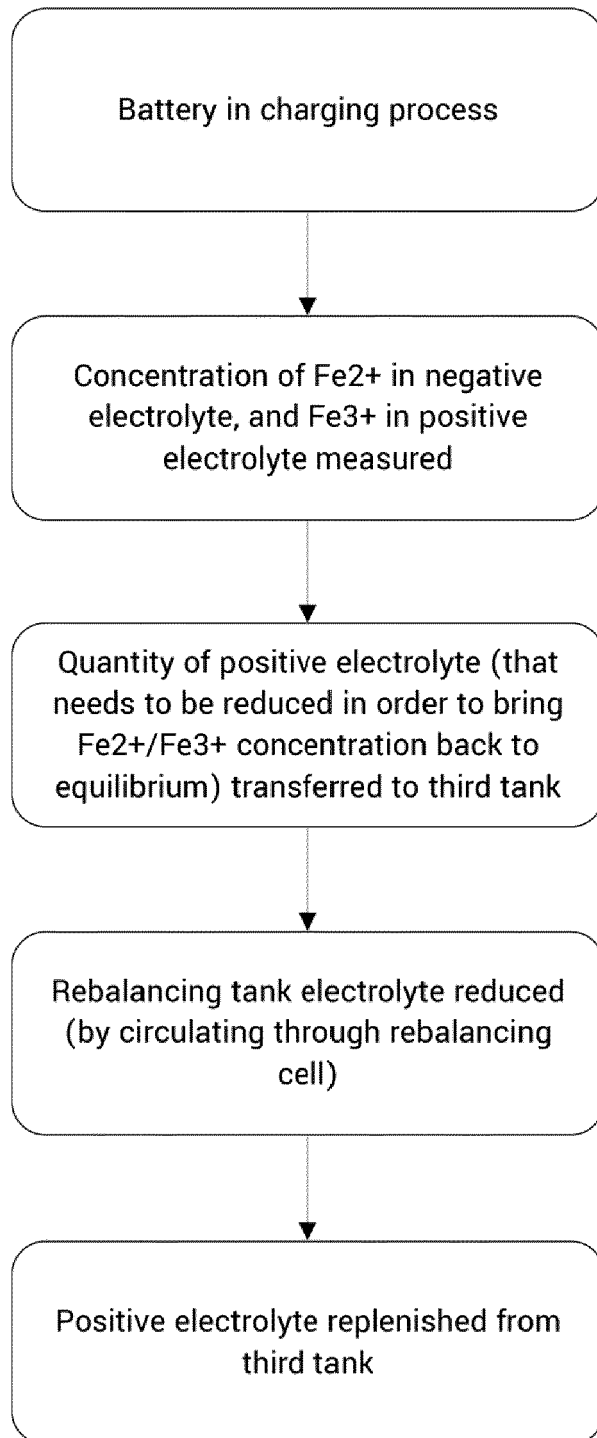 Battery in charging process
Concentration of Fe2+ in negative
electrolyte, and Fe3+ in positive
electrolyte measured
Quantity of positive electrolyte (that
needs to be reduced in order to bring
Fe2+/Fe3+ concentration back to
equilibrium) transferred to third tank
Rebalancing tank electrolyte reduced
(by circulating through rebalancing
cell)
Positive electrolyte replenished from
third tank